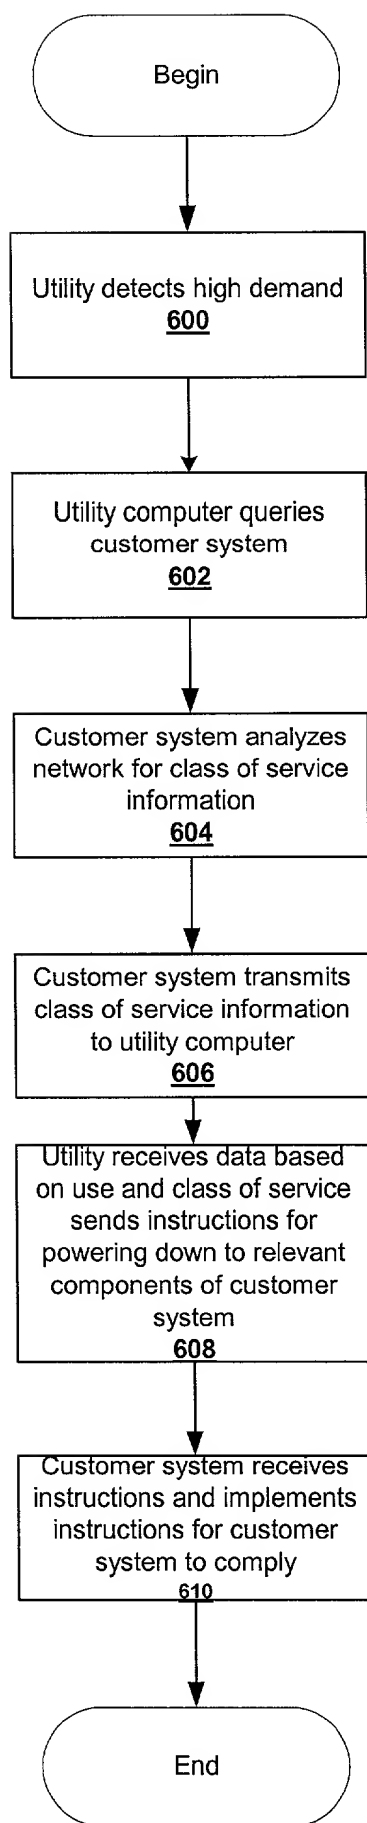 Begin
Utility detects high demand
600
Utility computer queries
customer system
602
Customer system analyzes
network for class of service
information
604
Customer system transmits
class of service information
to utility computer
606
Utility receives data based
on use and class of service
sends instructions for
powering down to relevant
components of customer
system
608
Customer system receives
instructions and implements
instructions for customer
system to comply
610
End